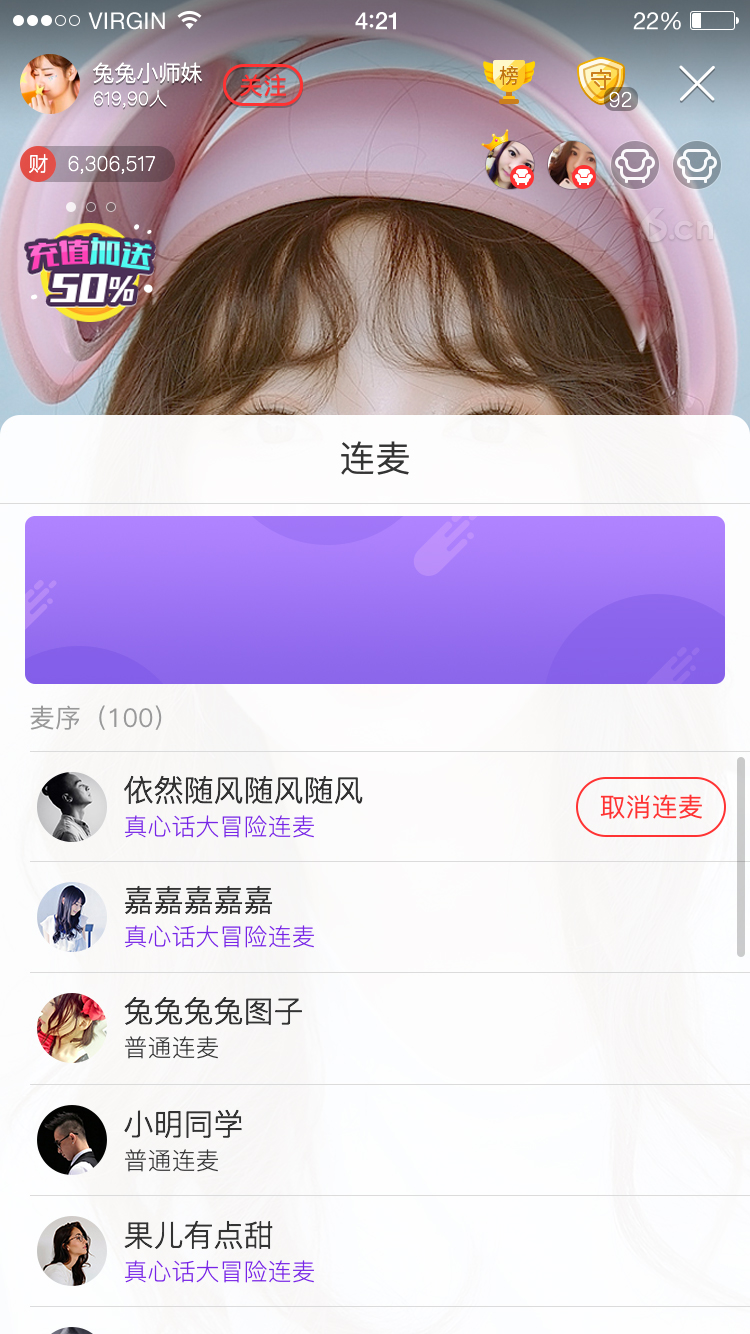 VIRGIN 4:21 22%
兔兔小师妹
619,90人
关注
榜
守
92
财 6,306,517
6.cn
充值加送
50%
连麦
麦序（100）
依然随风随风随风
真心话大冒险连麦
取消连麦
嘉嘉嘉嘉嘉
真心话大冒险连麦
兔兔兔兔图子
普通连麦
小明同学
普通连麦
果儿有点甜
真心话大冒险连麦